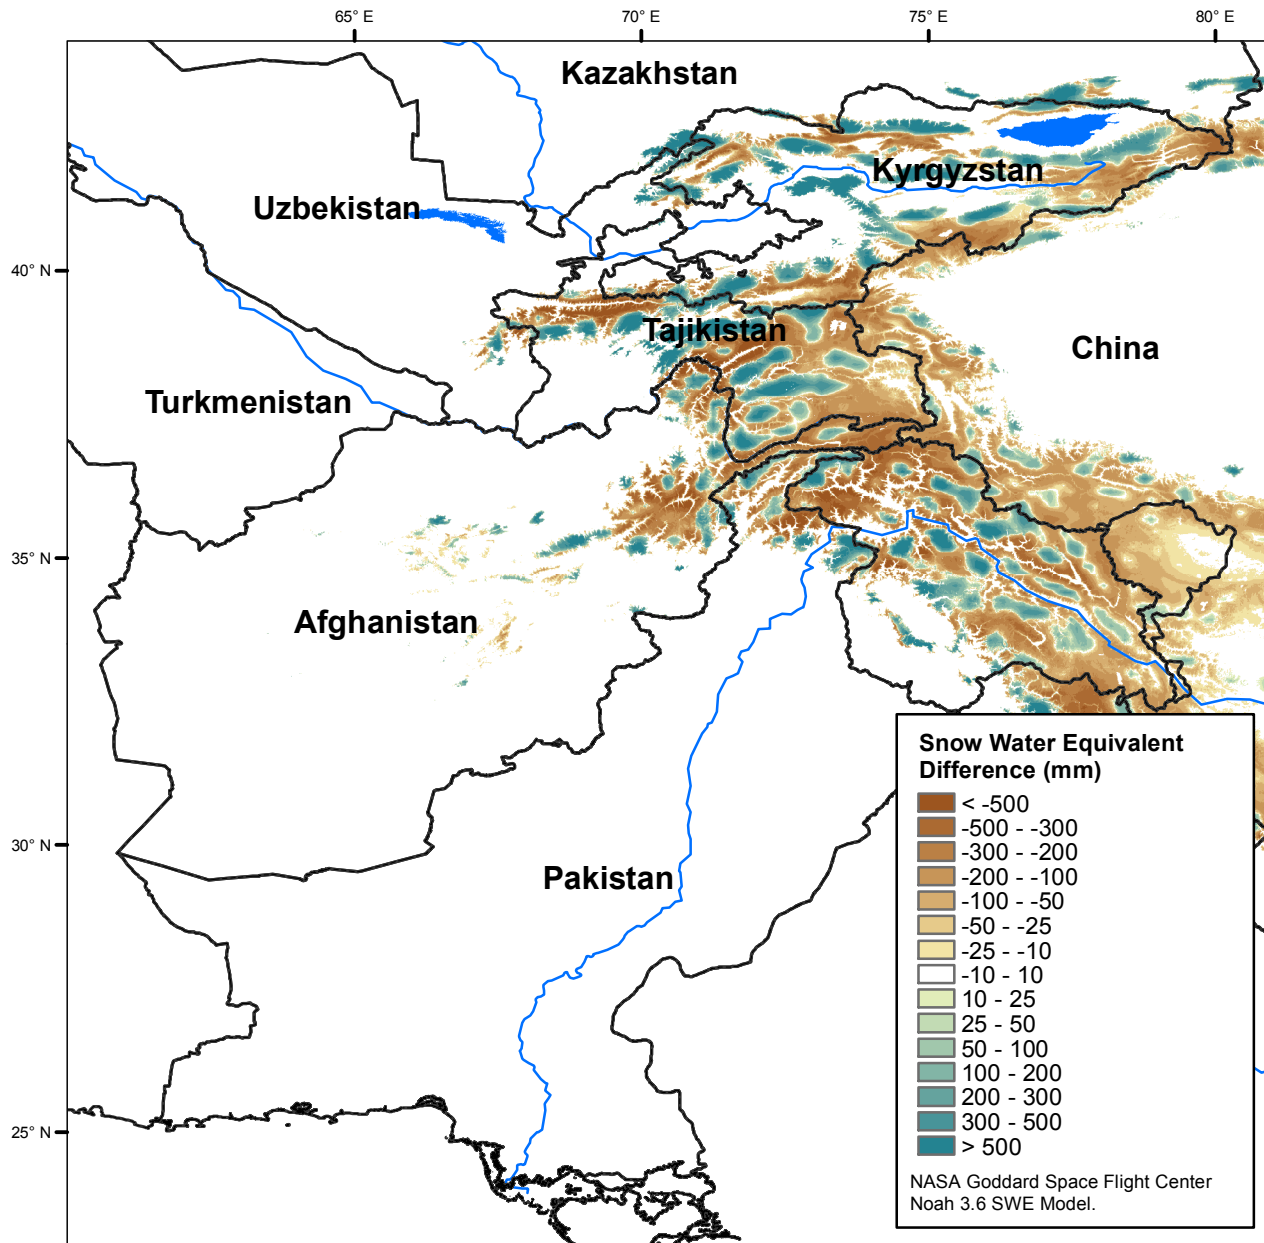 65° E
70° E
75° E
80° E
Kazakhstan
Kyrgyzstan
Uzbekistan
40° N
Tajikistan
China
Turkmenistan
35° N
Afghanistan
Snow Water Equivalent
Difference (mm)
< -500
-500 - -300
-300 - -200
-200 - -100
-100 - -50
-50 - -25
-25 - -10
-10 - 10
10 - 25
25 - 50
50 - 100
100 - 200
200 - 300
300 - 500
> 500
NASA Goddard Space Flight Center
Noah 3.6 SWE Model.
30° N
Pakistan
25° N